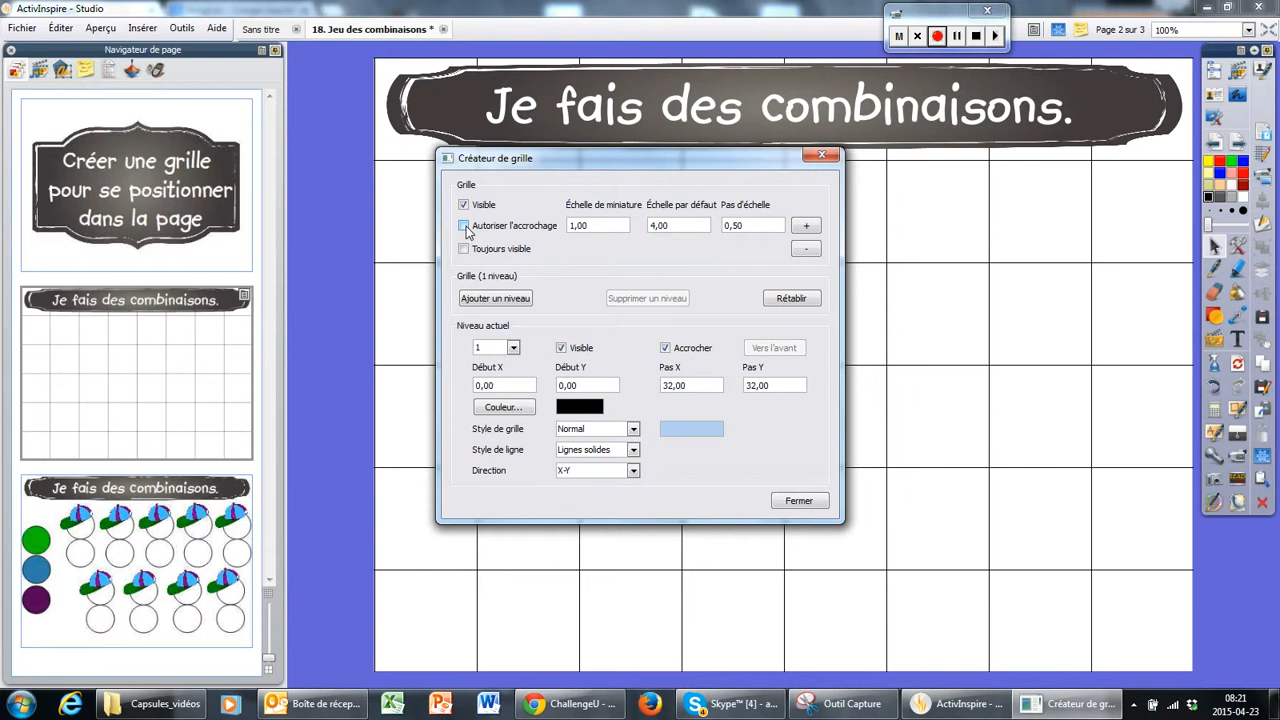 ActivInspire - Studio
Fichier Éditer Aperçu Insérer Outils Aide
Sans titre
18. Jeu des combinaisons *
M
Page 2 sur 3
100%
Navigateur de page
Créer une grille
pour se positionner
dans la page
Je fais des combinaisons.
Je fais des combinaisons.
Je fais des combinaisons.
Créateur de grille
Grille
Visible
Échelle de miniature
Échelle par défaut
Pas d'échelle
Autoriser l'accrochage
1,00
4,00
0,50
+
Toujours visible
-
Grille (1 niveau)
Ajouter un niveau
Supprimer un niveau
Rétablir
Niveau actuel
1
Visible
Accrocher
Vers l'avant
Début X
Début Y
Pas X
Pas Y
0,00
0,00
32,00
32,00
Couleur...
Style de grille
Normal
Style de ligne
Lignes solides
Direction
X-Y
Fermer
Capsules_vidéos
Boîte de récep...
ChallengeU - ...
Skype™ [4] - a...
Outil Capture
ActivInspire - ...
Créateur de gr...
08:21
2015-04-23